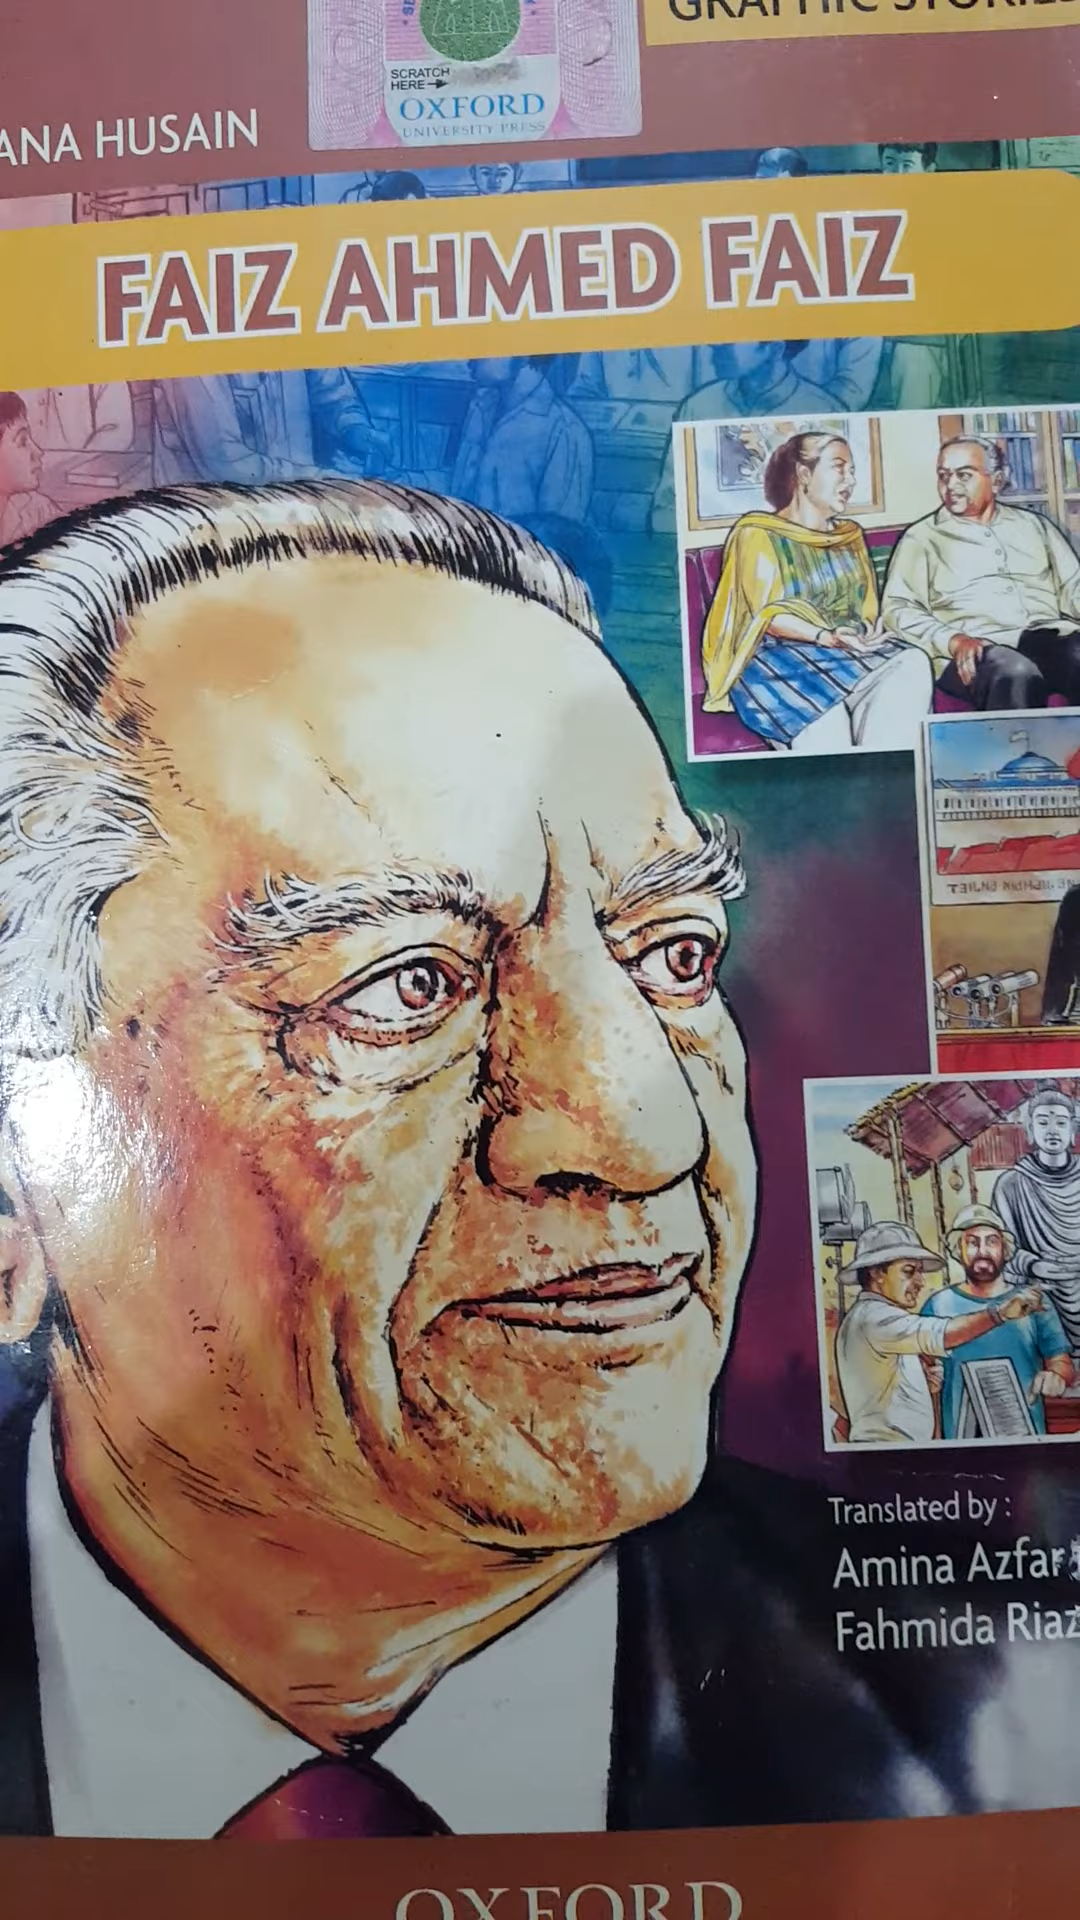 GRAPHIC STORIES
SCRATCH
HERE
OXFORD
UNIVERSITY PRESS
ANA HUSAIN
FAIZ AHMED FAIZ
Translated by :
Amina Azfar
Fahmida Riaz
OXFORD